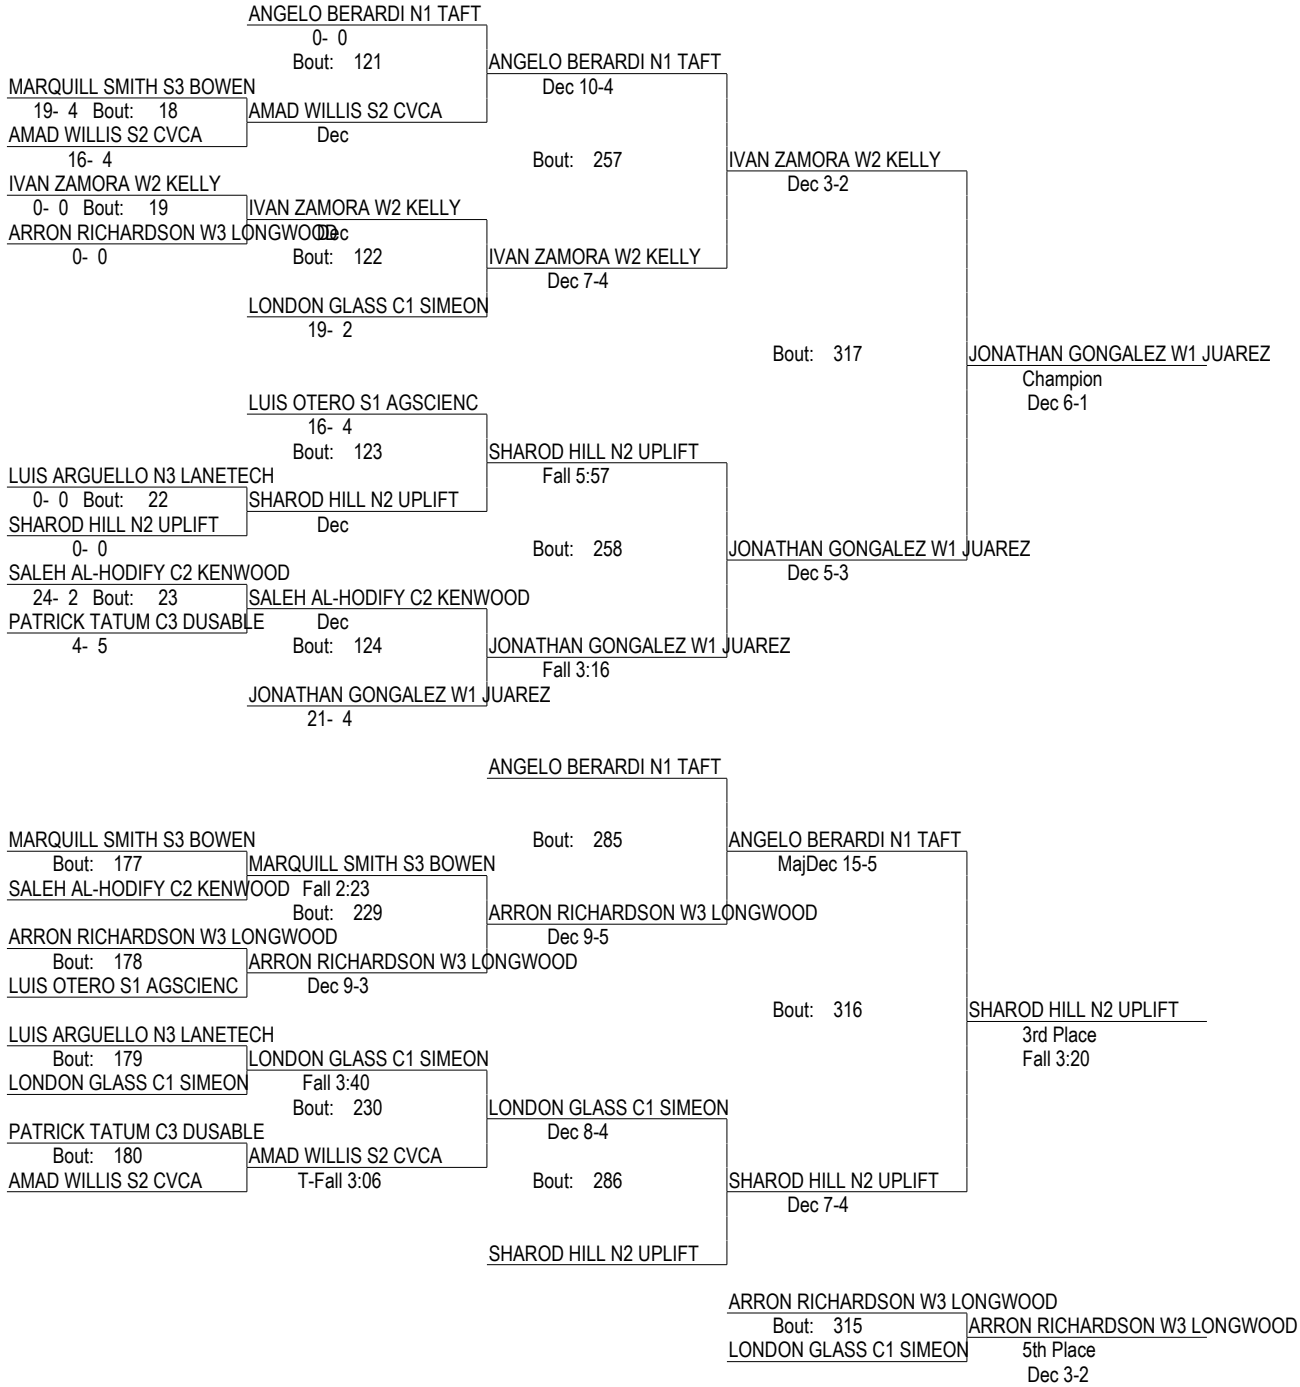 ANGELO BERARDI N1 TAFT
0- 0
Bout: 121 ANGELO BERARDI N1 TAFT
MARQUILL SMITH S3 BOWEN Dec 10-4
19- 4 Bout: 18 AMAD WILLIS S2 CVCA
AMAD WILLIS S2 CVCA Dec
16- 4 Bout: 257 IVAN ZAMORA W2 KELLY
IVAN ZAMORA W2 KELLY Dec 3-2
0- 0 Bout: 19 IVAN ZAMORA W2 KELLY
ARRON RICHARDSON W3 LONGWOOD Dec
0- 0 Bout: 122 IVAN ZAMORA W2 KELLY
Dec 7-4
LONDON GLASS C1 SIMEON
19- 2
Bout: 317 JONATHAN GONGALEZ W1 JUAREZ
Champion
LUIS OTERO S1 AGSCIENC Dec 6-1
16- 4
Bout: 123 SHAROD HILL N2 UPLIFT
LUIS ARGUELLO N3 LANETECH Fall 5:57
0- 0 Bout: 22 SHAROD HILL N2 UPLIFT
SHAROD HILL N2 UPLIFT Dec
0- 0 Bout: 258 JONATHAN GONGALEZ W1 JUAREZ
SALEH AL-HODIFY C2 KENWOOD Dec 5-3
24- 2 Bout: 23 SALEH AL-HODIFY C2 KENWOOD
PATRICK TATUM C3 DUSABLE Dec
4- 5 Bout: 124 JONATHAN GONGALEZ W1 JUAREZ
Fall 3:16
JONATHAN GONGALEZ W1 JUAREZ
21- 4
ANGELO BERARDI N1 TAFT
MARQUILL SMITH S3 BOWEN Bout: 285 ANGELO BERARDI N1 TAFT
Bout: 177 MARQUILL SMITH S3 BOWEN MajDec 15-5
SALEH AL-HODIFY C2 KENWOOD Fall 2:23
Bout: 229 ARRON RICHARDSON W3 LONGWOOD
ARRON RICHARDSON W3 LONGWOOD Dec 9-5
Bout: 178 ARRON RICHARDSON W3 LONGWOOD
LUIS OTERO S1 AGSCIENC Dec 9-3
Bout: 316 SHAROD HILL N2 UPLIFT
LUIS ARGUELLO N3 LANETECH 3rd Place
Bout: 179 LONDON GLASS C1 SIMEON Fall 3:20
LONDON GLASS C1 SIMEON Fall 3:40
Bout: 230 LONDON GLASS C1 SIMEON
PATRICK TATUM C3 DUSABLE Dec 8-4
Bout: 180 AMAD WILLIS S2 CVCA
AMAD WILLIS S2 CVCA T-Fall 3:06 Bout: 286 SHAROD HILL N2 UPLIFT
Dec 7-4
SHAROD HILL N2 UPLIFT
ARRON RICHARDSON W3 LONGWOOD
Bout: 315 ARRON RICHARDSON W3 LONGWOOD
LONDON GLASS C1 SIMEON 5th Place
Dec 3-2